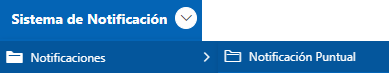 Sistema de Notificación
Notificaciones
Notificación Puntual